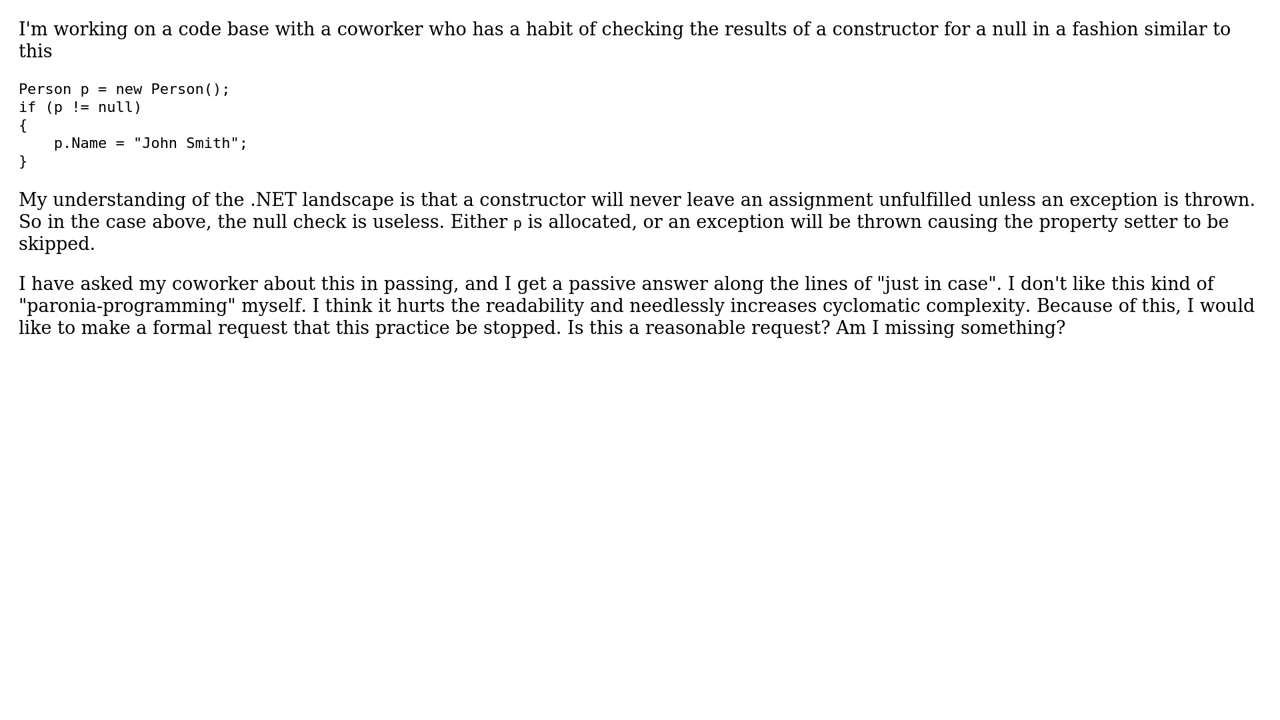 I'm working on a code base with a coworker who has a habit of checking the results of a constructor for a null in a fashion similar to
this
Person p = new Person();
if (p != null)
{
    p.Name = "John Smith";
}
My understanding of the .NET landscape is that a constructor will never leave an assignment unfulfilled unless an exception is thrown.
So in the case above, the null check is useless. Either p is allocated, or an exception will be thrown causing the property setter to be
skipped.
I have asked my coworker about this in passing, and I get a passive answer along the lines of "just in case". I don't like this kind of
"paronia-programming" myself. I think it hurts the readability and needlessly increases cyclomatic complexity. Because of this, I would
like to make a formal request that this practice be stopped. Is this a reasonable request? Am I missing something?